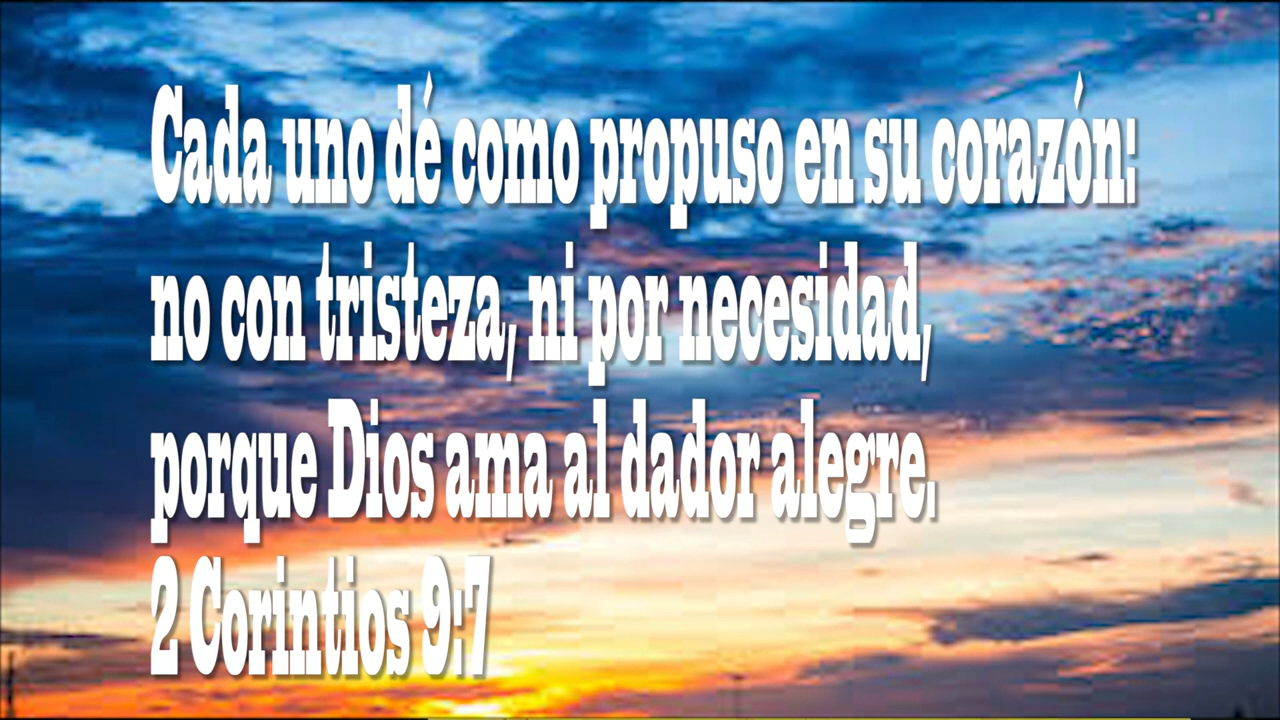 Cada uno dé como propuso en su corazón:
no con tristeza, ni por necesidad,
porque Dios ama al dador alegre.
2 Corintios 9:7